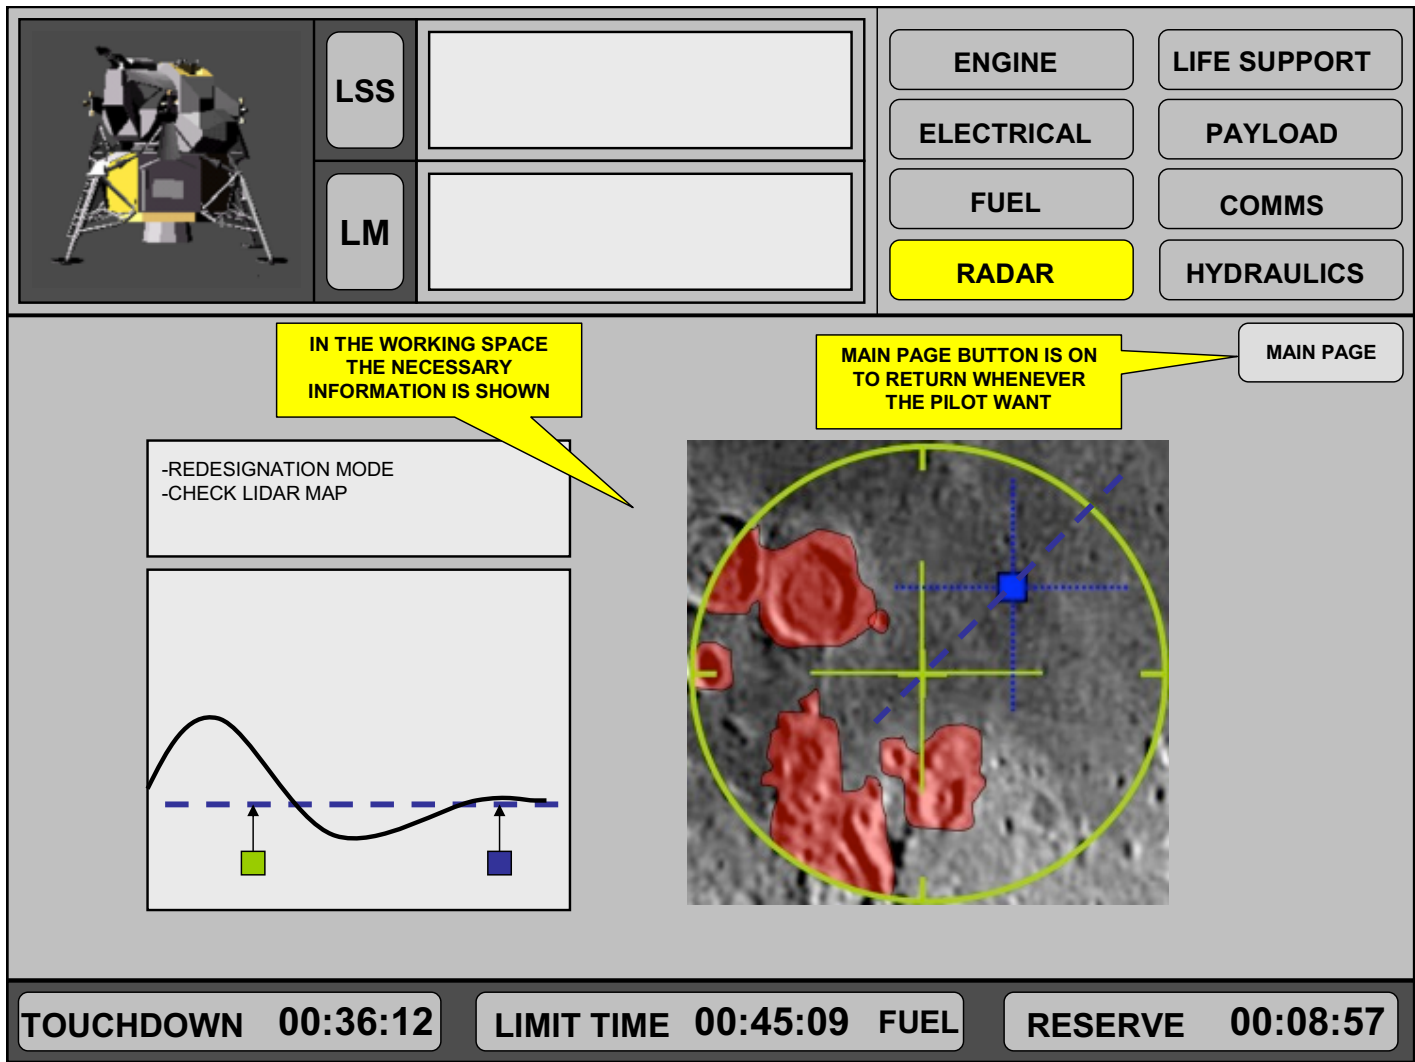 LSS
LM
ENGINE
LIFE SUPPORT
ELECTRICAL
PAYLOAD
FUEL
COMMS
RADAR
HYDRAULICS
IN THE WORKING SPACE
THE NECESSARY
INFORMATION IS SHOWN
MAIN PAGE BUTTON IS ON
TO RETURN WHENEVER
THE PILOT WANT
MAIN PAGE
-REDESIGNATION MODE
-CHECK LIDAR MAP
TOUCHDOWN 00:36:12
LIMIT TIME 00:45:09 FUEL
RESERVE 00:08:57